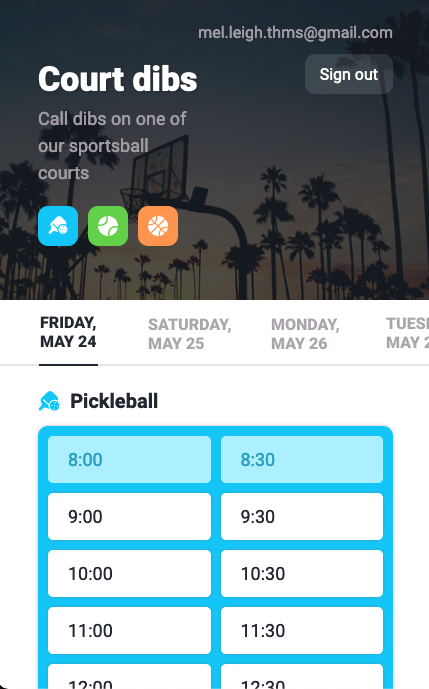 mel.leigh.thms@gmail.com
Court dibs
Sign out
Call dibs on one of
our sportsball
courts
FRIDAY,
MAY 24
SATURDAY,
MAY 25
MONDAY,
MAY 26
TUES
MAY 2
Pickleball
8:00
8:30
9:00
9:30
10:00
10:30
11:00
11:30
12:00
12:30